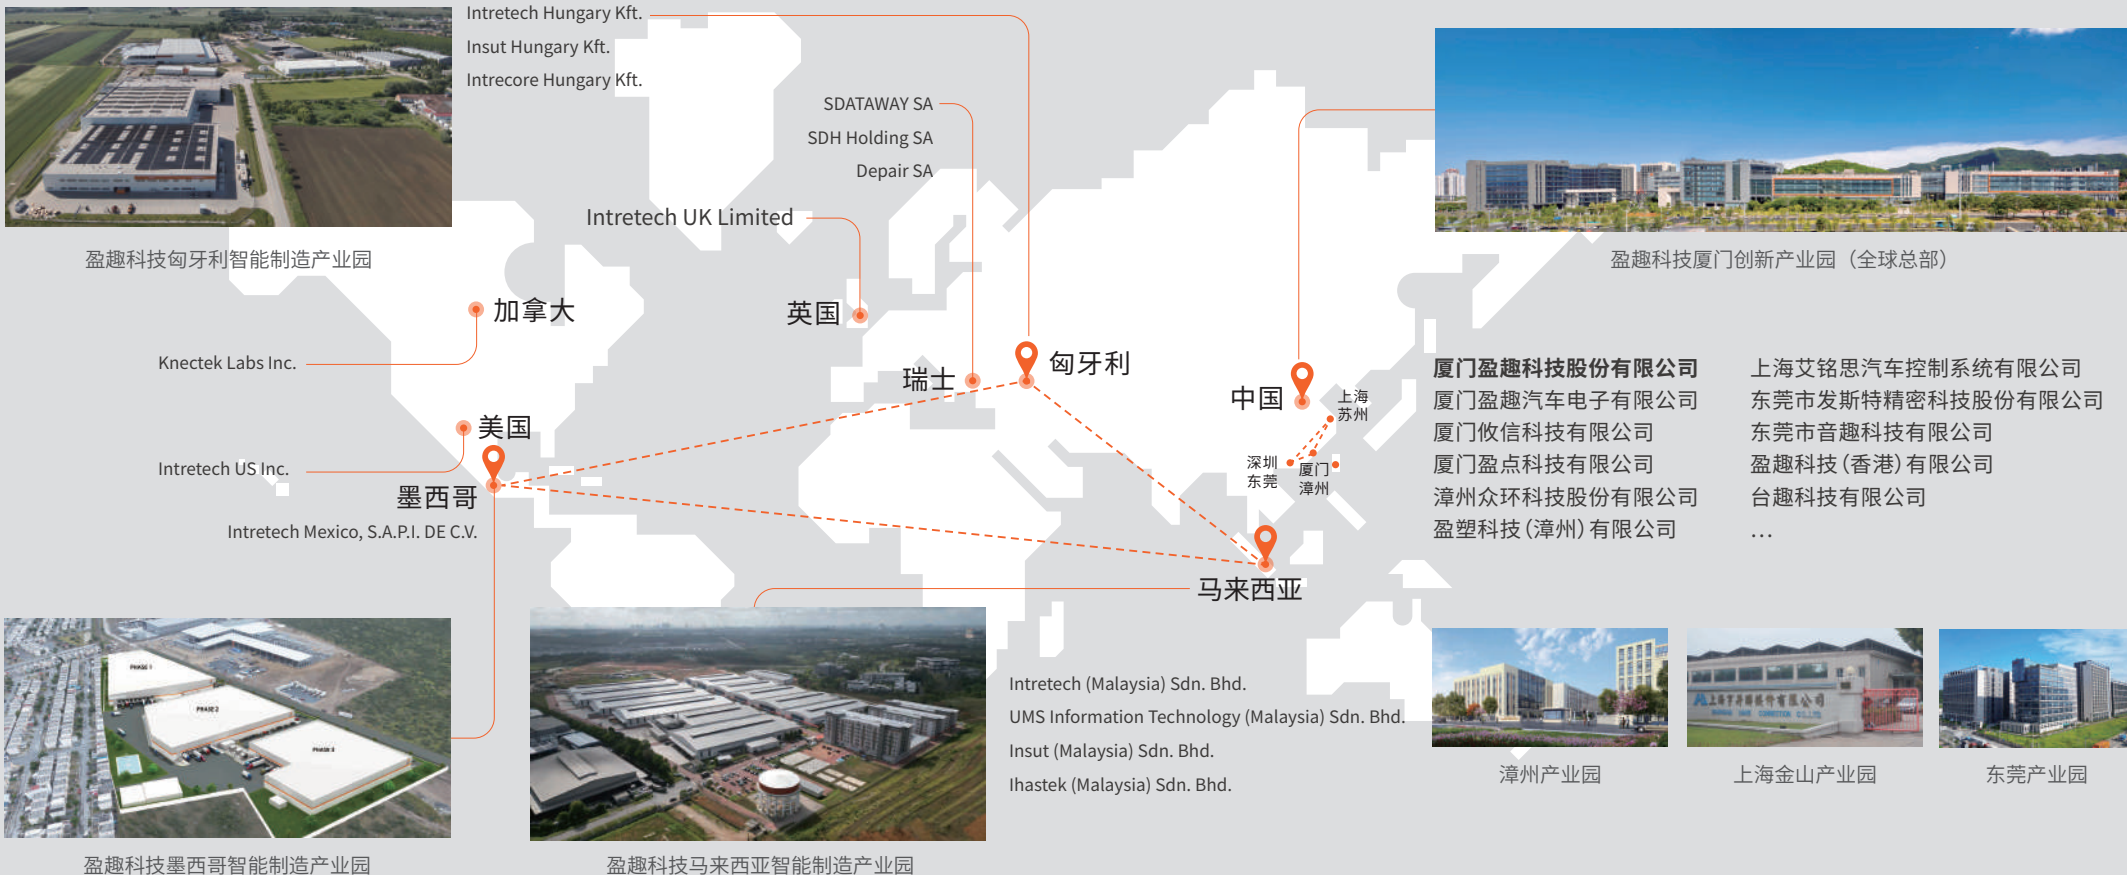 Intretech Hungary Kft.
Insut Hungary Kft.
Intrecore Hungary Kft.
SDATAWAY SA
SDH Holding SA
Depair SA
Intretech UK Limited
盈趣科技匈牙利智能制造产业园
盈趣科技厦门创新产业园（全球总部）
加拿大
英国
Knectek Labs Inc.
瑞士
匈牙利
中国
上海
苏州
深圳
东莞
厦门
漳州
美国
Intretech US Inc.
墨西哥
Intretech Mexico, S.A.P.I. DE C.V.
马来西亚
厦门盈趣科技股份有限公司
厦门盈趣汽车电子有限公司
厦门攸信科技有限公司
厦门盈点科技有限公司
漳州众环科技股份有限公司
盈塑科技（漳州）有限公司
上海艾铭思汽车控制系统有限公司
东莞市发斯特精密科技股份有限公司
东莞市音趣科技有限公司
盈趣科技（香港）有限公司
台趣科技有限公司
...
PHASE 1
PHASE 2
PHASE 3
盈趣科技墨西哥智能制造产业园
盈趣科技马来西亚智能制造产业园
Intretech (Malaysia) Sdn. Bhd.
UMS Information Technology (Malaysia) Sdn. Bhd.
Insut (Malaysia) Sdn. Bhd.
Ihastek (Malaysia) Sdn. Bhd.
漳州产业园
上海金山产业园
东莞产业园